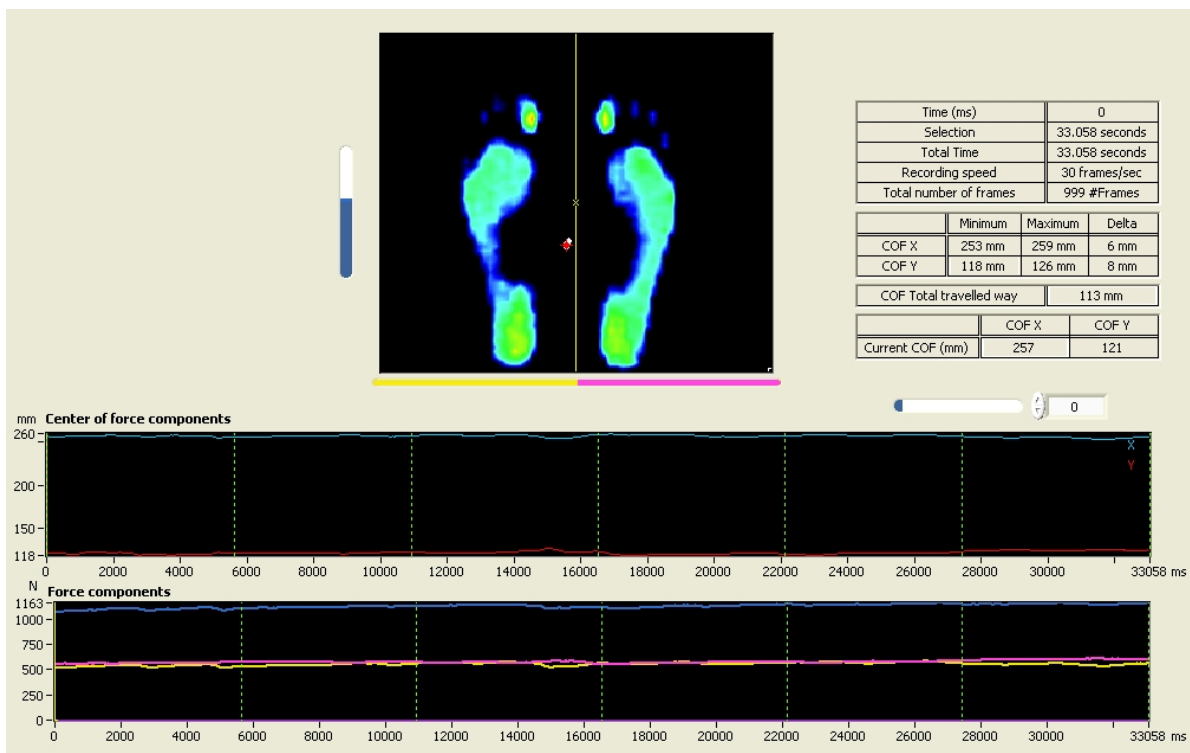 Time (ms) 0
Selection 33.058 seconds
Total Time 33.058 seconds
Recording speed 30 frames/sec
Total number of frames 999 #Frames
Minimum Maximum Delta
COF X 253 mm 259 mm 6 mm
COF Y 118 mm 126 mm 8 mm
COF Total travelled way 113 mm
COF X COF Y
Current COF (mm) 257 121
0
mm Center of force components
260
X
Y
200
150
118
0 2000 4000 6000 8000 10000 12000 14000 16000 18000 20000 22000 24000 26000 28000 30000 33058 ms
N Force components
1163
1000
750
500
250
0
0 2000 4000 6000 8000 10000 12000 14000 16000 18000 20000 22000 24000 26000 28000 30000 33058 ms